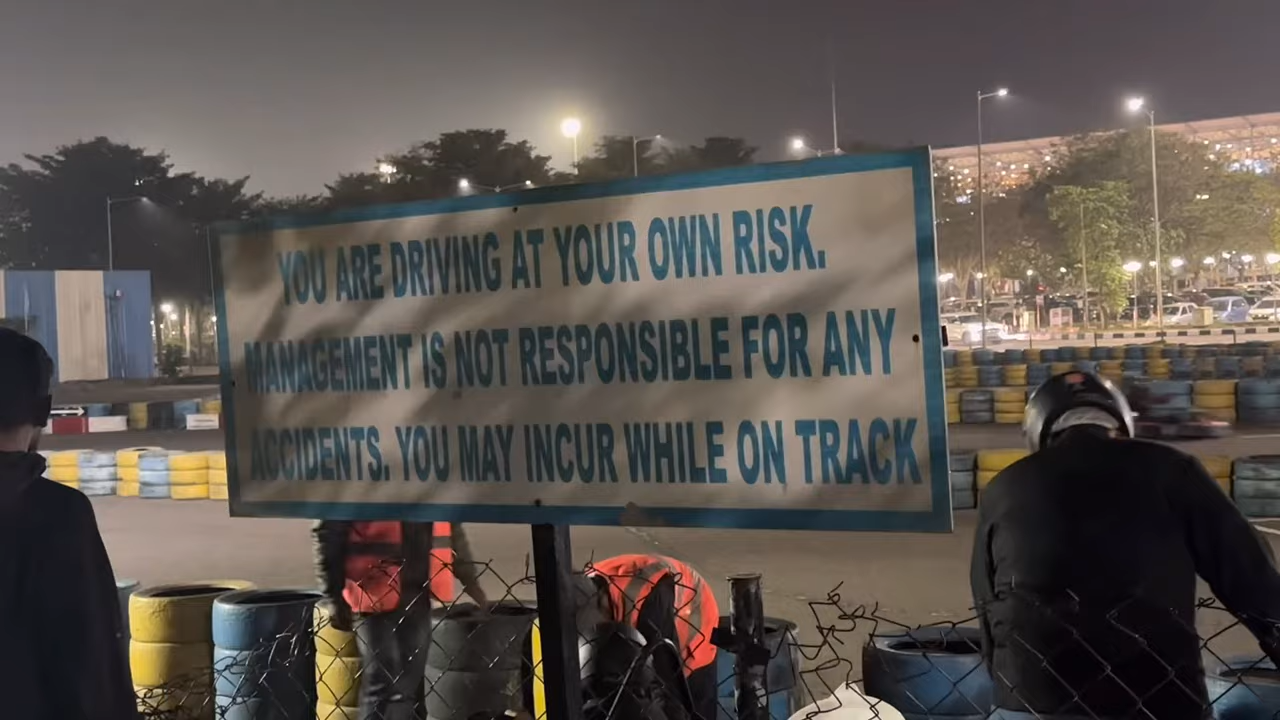 YOU ARE DRIVING AT YOUR OWN RISK.
MANAGEMENT IS NOT RESPONSIBLE FOR ANY
ACCIDENTS. YOU MAY INCUR WHILE ON TRACK